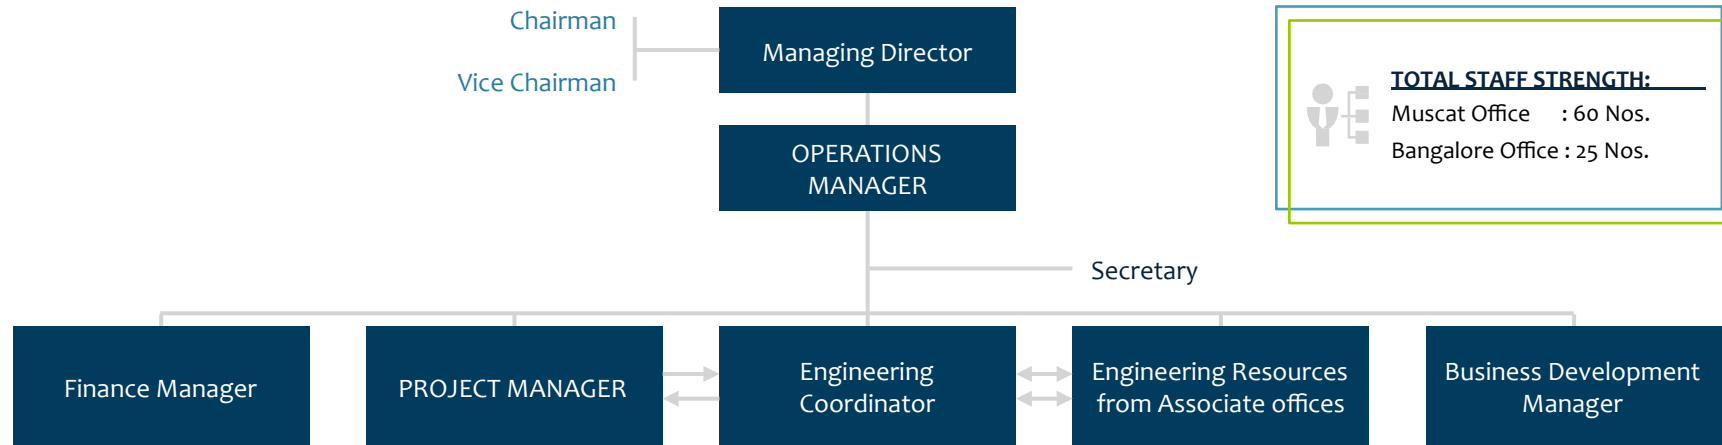 Chairman
Vice Chairman
Managing Director
TOTAL STAFF STRENGTH:
Muscat Office : 60 Nos.
Bangalore Office : 25 Nos.
OPERATIONS
MANAGER
Secretary
Finance Manager
PROJECT MANAGER
Engineering
Coordinator
Engineering Resources
from Associate offices
Business Development
Manager